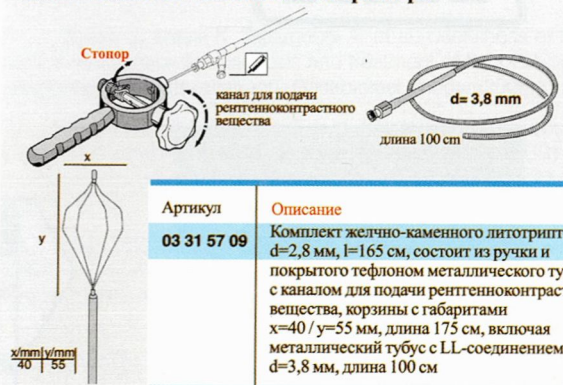 Стопор
канал для подачи
рентгенноконтрастного
вещества
d= 3,8 mm
длина 100 cm
x
y
x/mm y/mm
40 55
Артикул Описание
03 31 57 09 Комплект желчно-каменного литотрипт
d=2,8 мм, l=165 см, состоит из ручки и
покрытого тефлоном металлического ту
с каналом для подачи рентгенноконтраст
вещества, корзины с габаритами
x=40 / y=55 мм, длина 175 см, включая
металлический тубус с LL-соединением
d=3,8 мм, длина 100 см